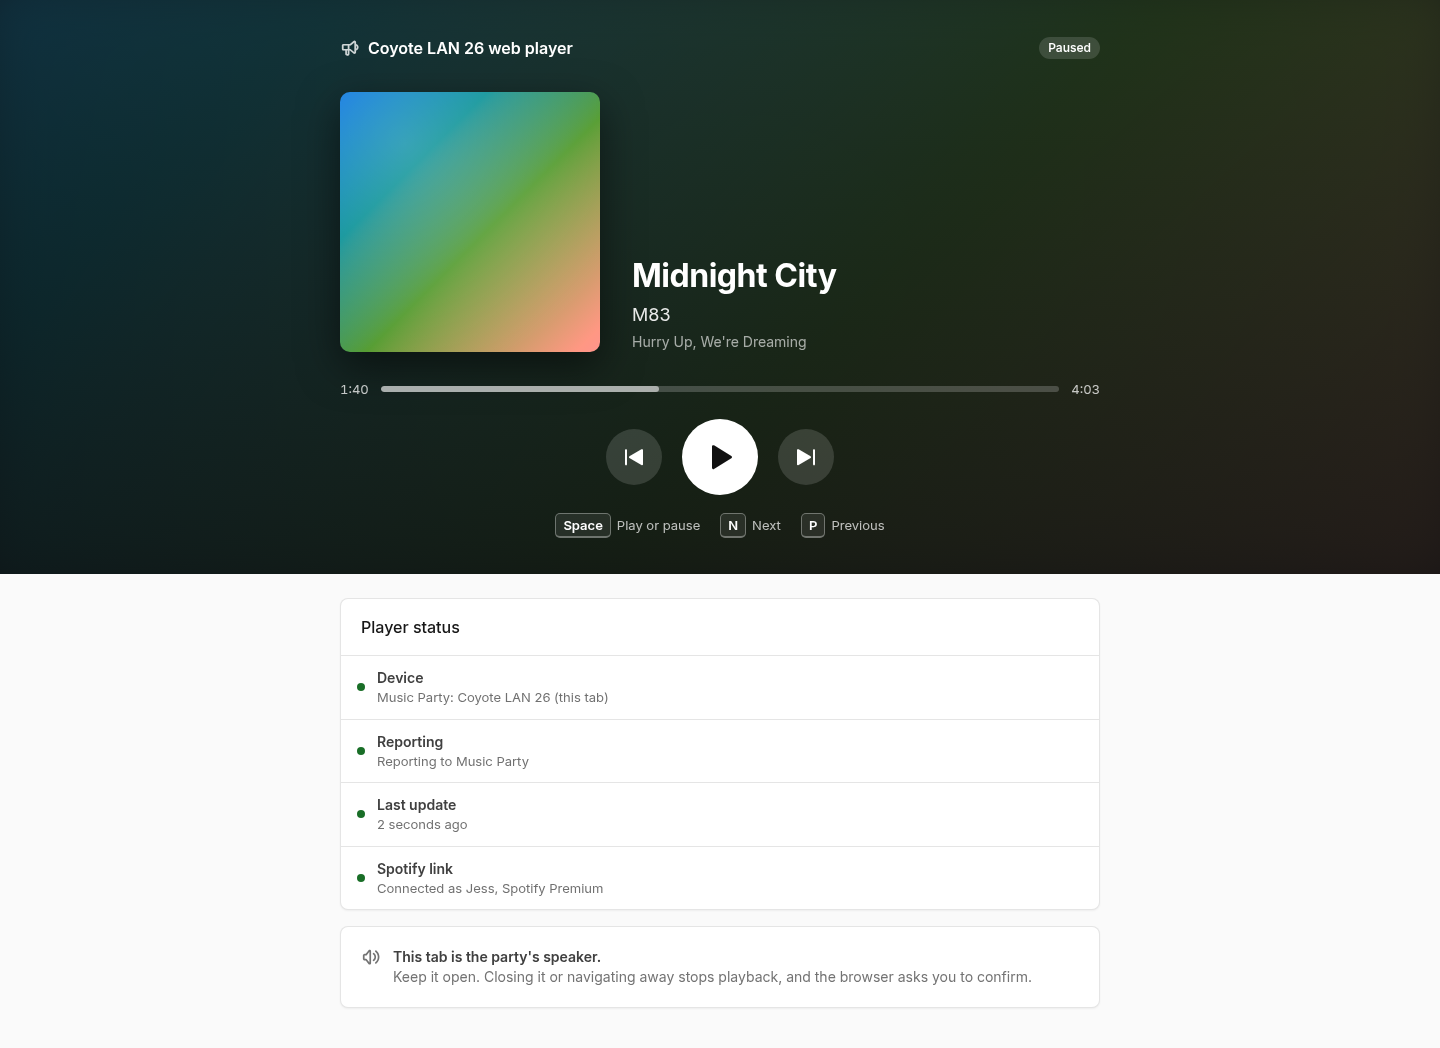 Coyote LAN 26 web player
Paused
Midnight City
M83
Hurry Up, We're Dreaming
1:40
4:03
Space Play or pause N Next P Previous
Player status
Device
Music Party: Coyote LAN 26 (this tab)
Reporting
Reporting to Music Party
Last update
2 seconds ago
Spotify link
Connected as Jess, Spotify Premium
This tab is the party's speaker.
Keep it open. Closing it or navigating away stops playback, and the browser asks you to confirm.